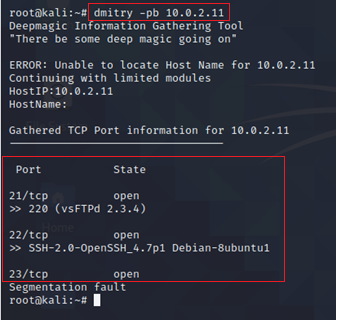 root@kali:~# dmitry -pb 10.0.2.11
Deepmagic Information Gathering Tool
"There be some deep magic going on"
ERROR: Unable to locate Host Name for 10.0.2.11
Continuing with limited modules
HostIP:10.0.2.11
HostName:
Gathered TCP Port information for 10.0.2.11
Port State
21/tcp open
>> 220 (vsFTPd 2.3.4)
22/tcp open
>> SSH-2.0-OpenSSH_4.7p1 Debian-8ubuntu1
23/tcp open
Segmentation fault
root@kali:~#